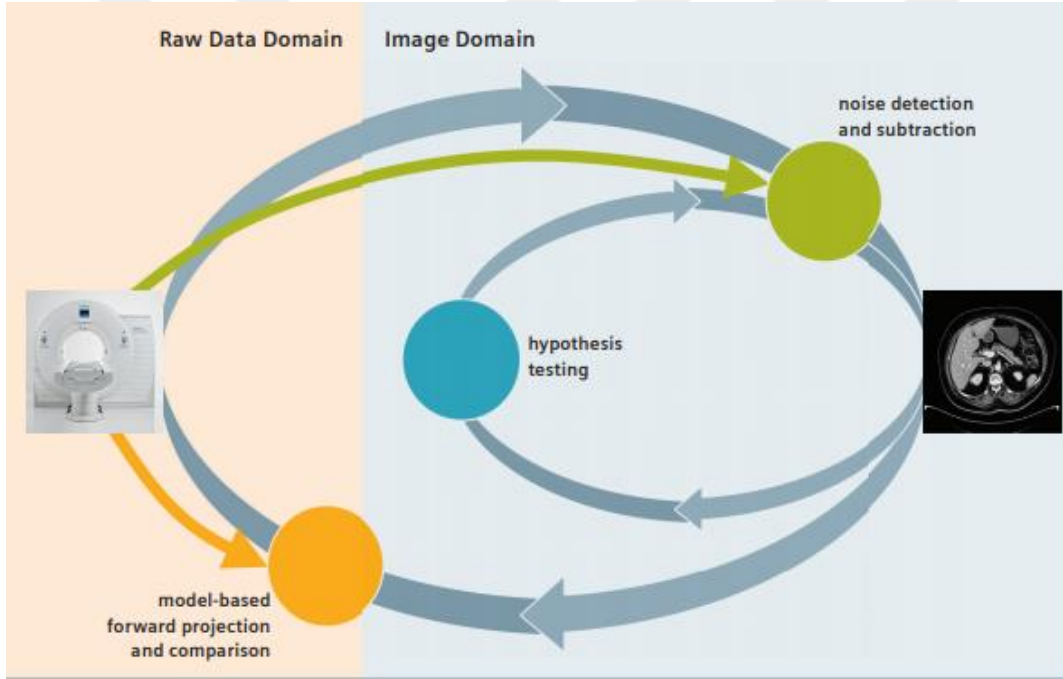 Raw Data Domain
Image Domain
noise detection
and subtraction
hypothesis
testing
model-based
forward projection
and comparison